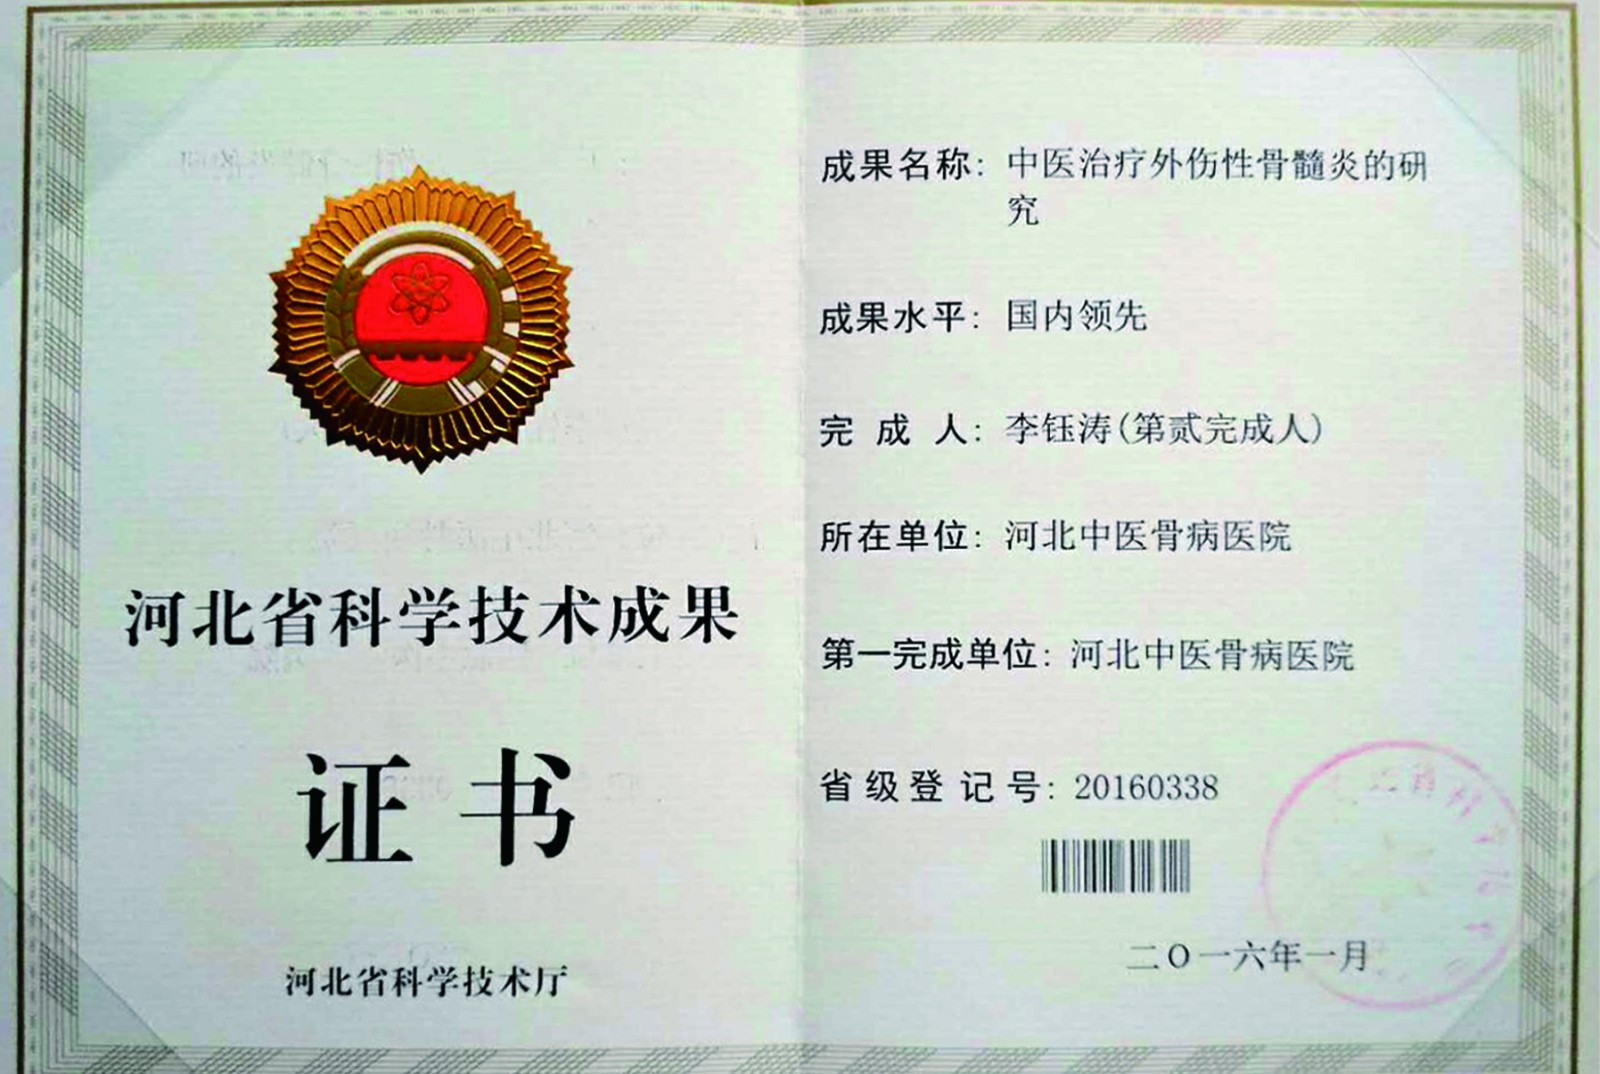 河北省科学技术成果
证书
河北省科学技术厅
成果名称：中医治疗外伤性骨髓炎的研
究
成果水平：国内领先
完成人：李钰涛(第贰完成人)
所在单位：河北中医骨病医院
第一完成单位：河北中医骨病医院
省级登记号：20160338
二O一六年一月